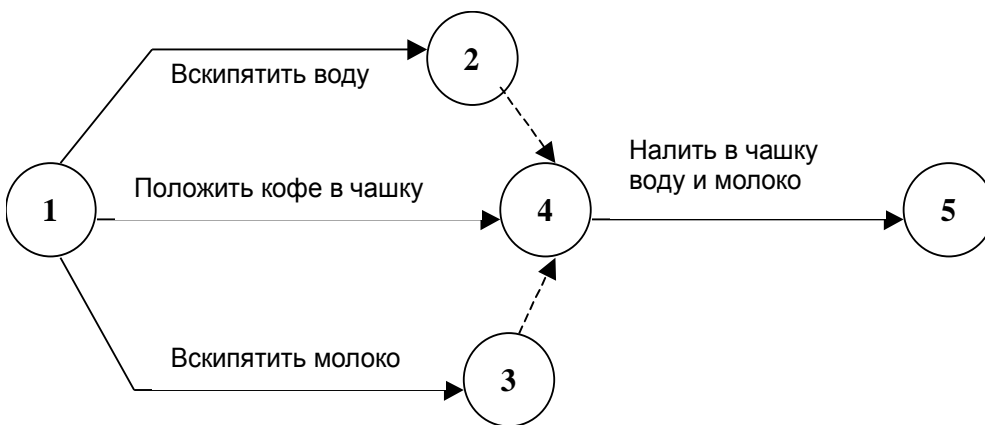 2
Вскипятить воду
Налить в чашку
воду и молоко
Положить кофе в чашку
1
4
5
Вскипятить молоко
3